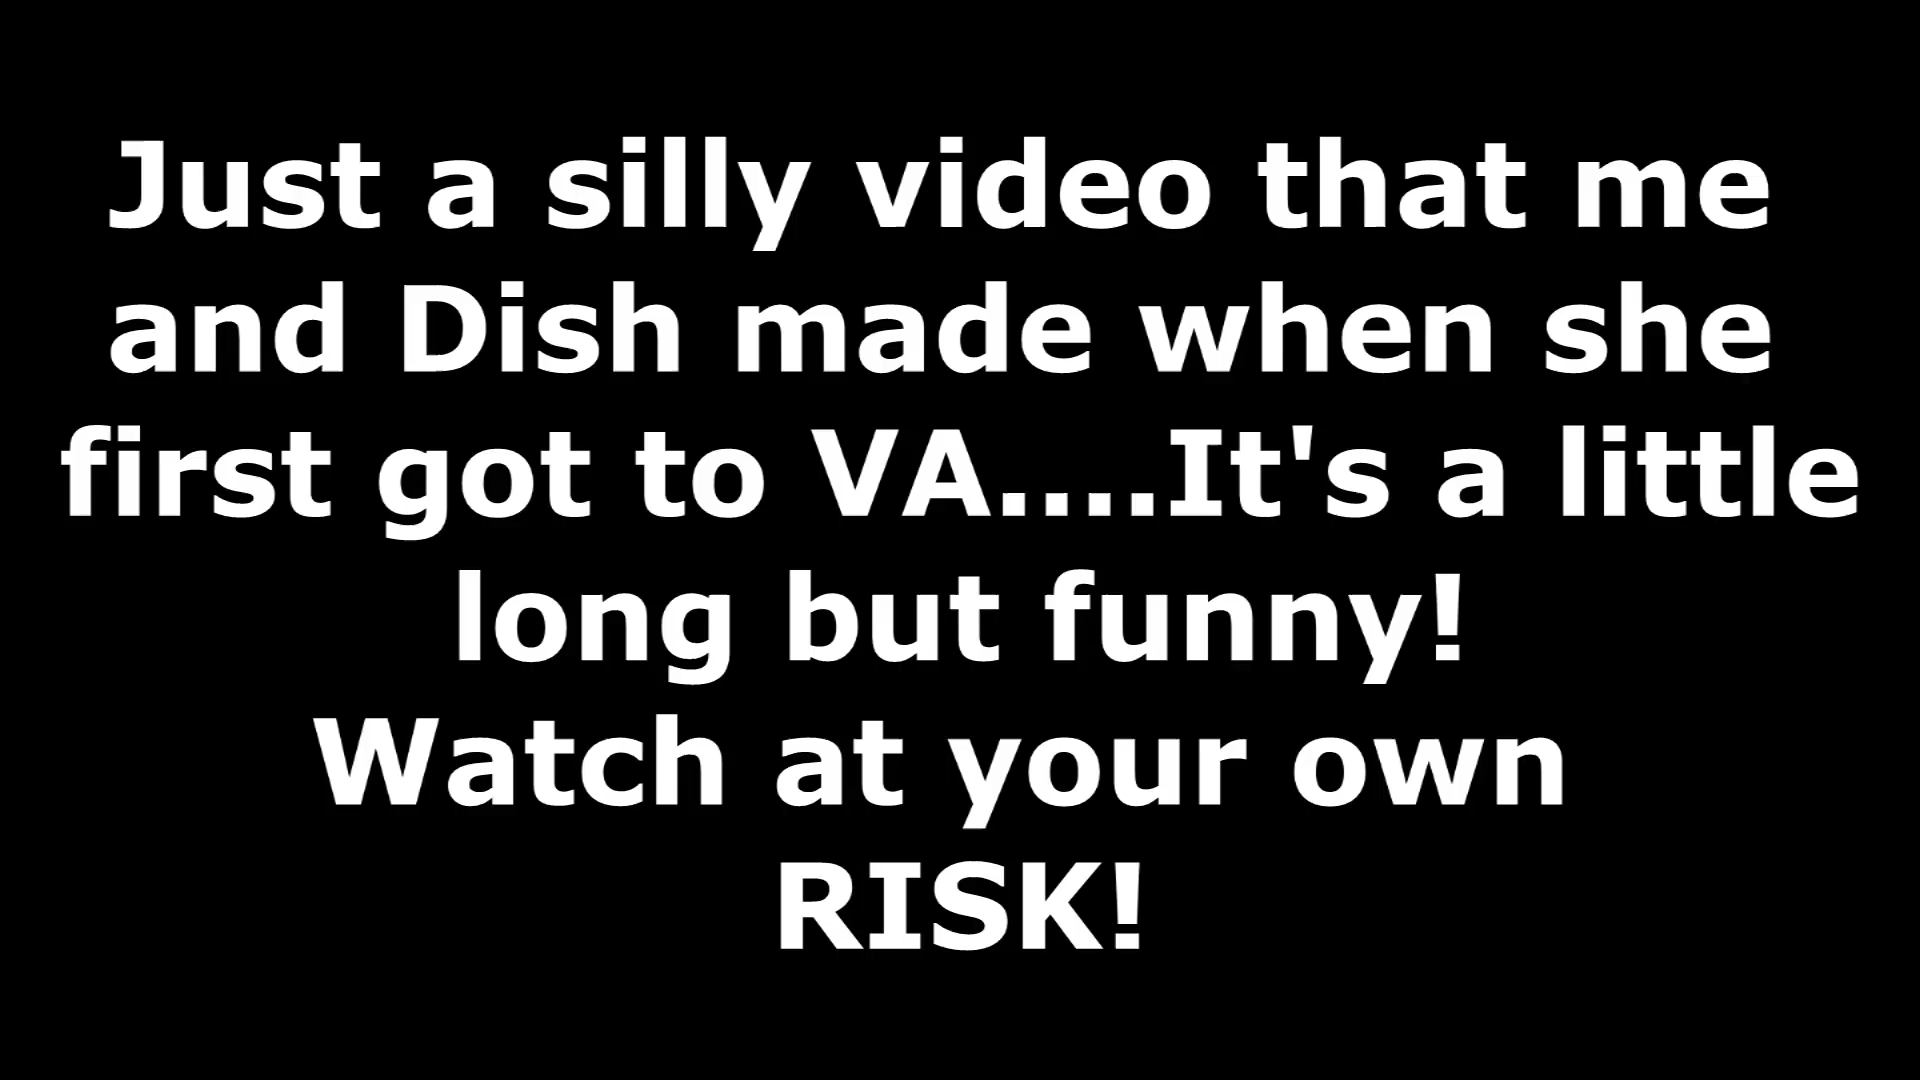 Just a silly video that me
and Dish made when she
first got to VA....It's a little
long but funny!
Watch at your own
RISK!